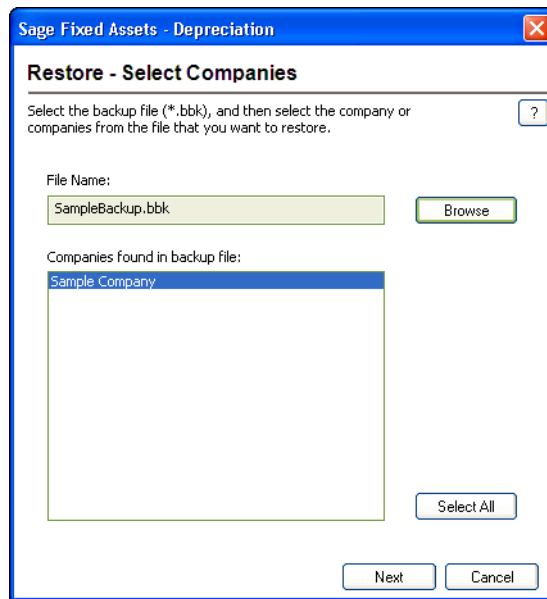 Sage Fixed Assets - Depreciation
Restore - Select Companies
Select the backup file (*.bbk), and then select the company or
companies from the file that you want to restore.
?
File Name:
SampleBackup.bbk
Browse
Companies found in backup file:
Sample Company
Select All
Next
Cancel